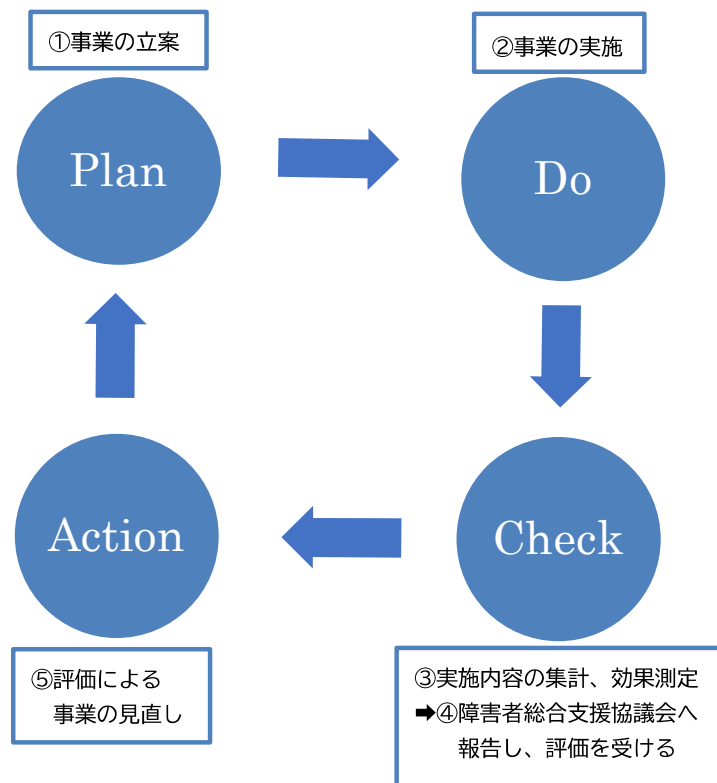 ①事業の立案
Plan
②事業の実施
Do
Check
③実施内容の集計、効果測定
➡④障害者総合支援協議会へ
報告し、評価を受ける
Action
⑤評価による
事業の見直し